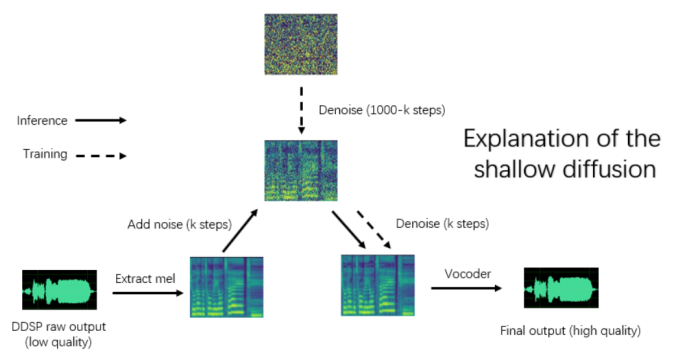 Denoise (1000-k steps)
Inference
Training
Explanation of the
shallow diffusion
Add noise (k steps)
Denoise (k steps)
Extract mel
Vocoder
DDSP raw output
(low quality)
Final output (high quality)